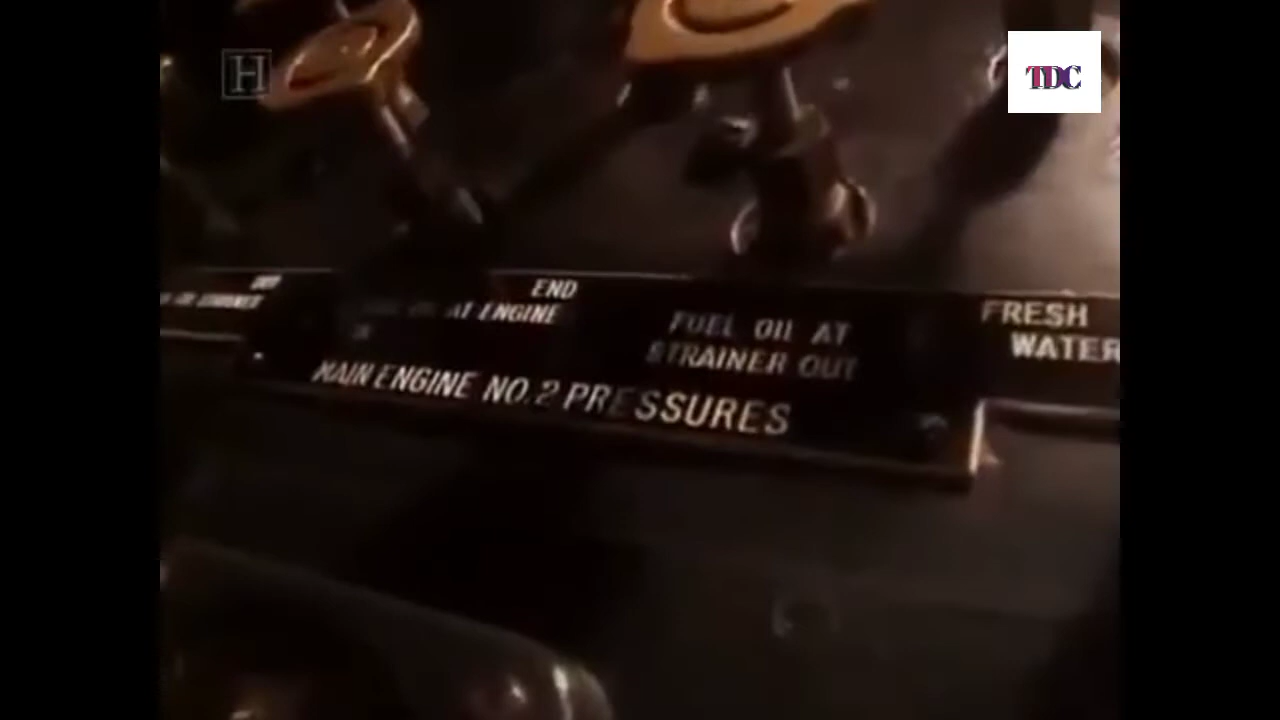 H
TDC
END
AT ENGINE
FUEL OIL AT
STRAINER OUT
FRESH
WATER
MAIN ENGINE NO. 2 PRESSURES